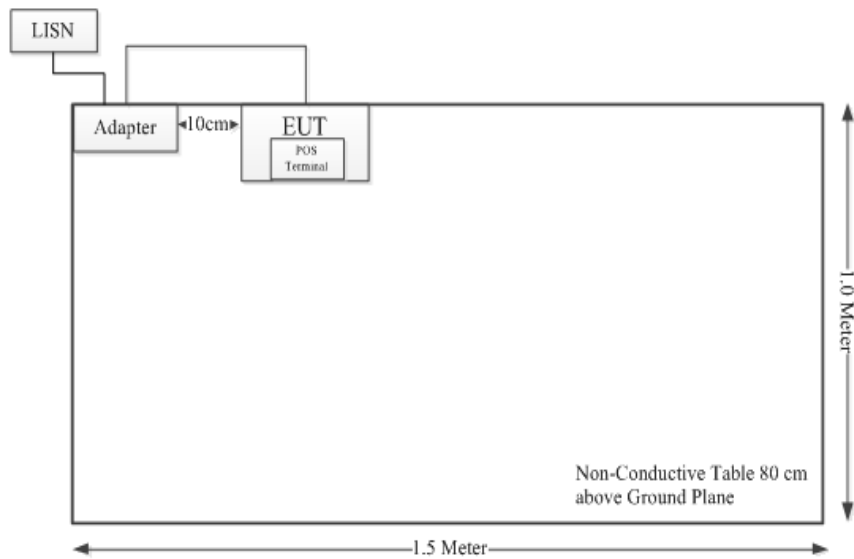 LISN
Adapter
10cm
EUT
POS
Terminal
1.0 Meter
Non-Conductive Table 80 cm
above Ground Plane
1.5 Meter